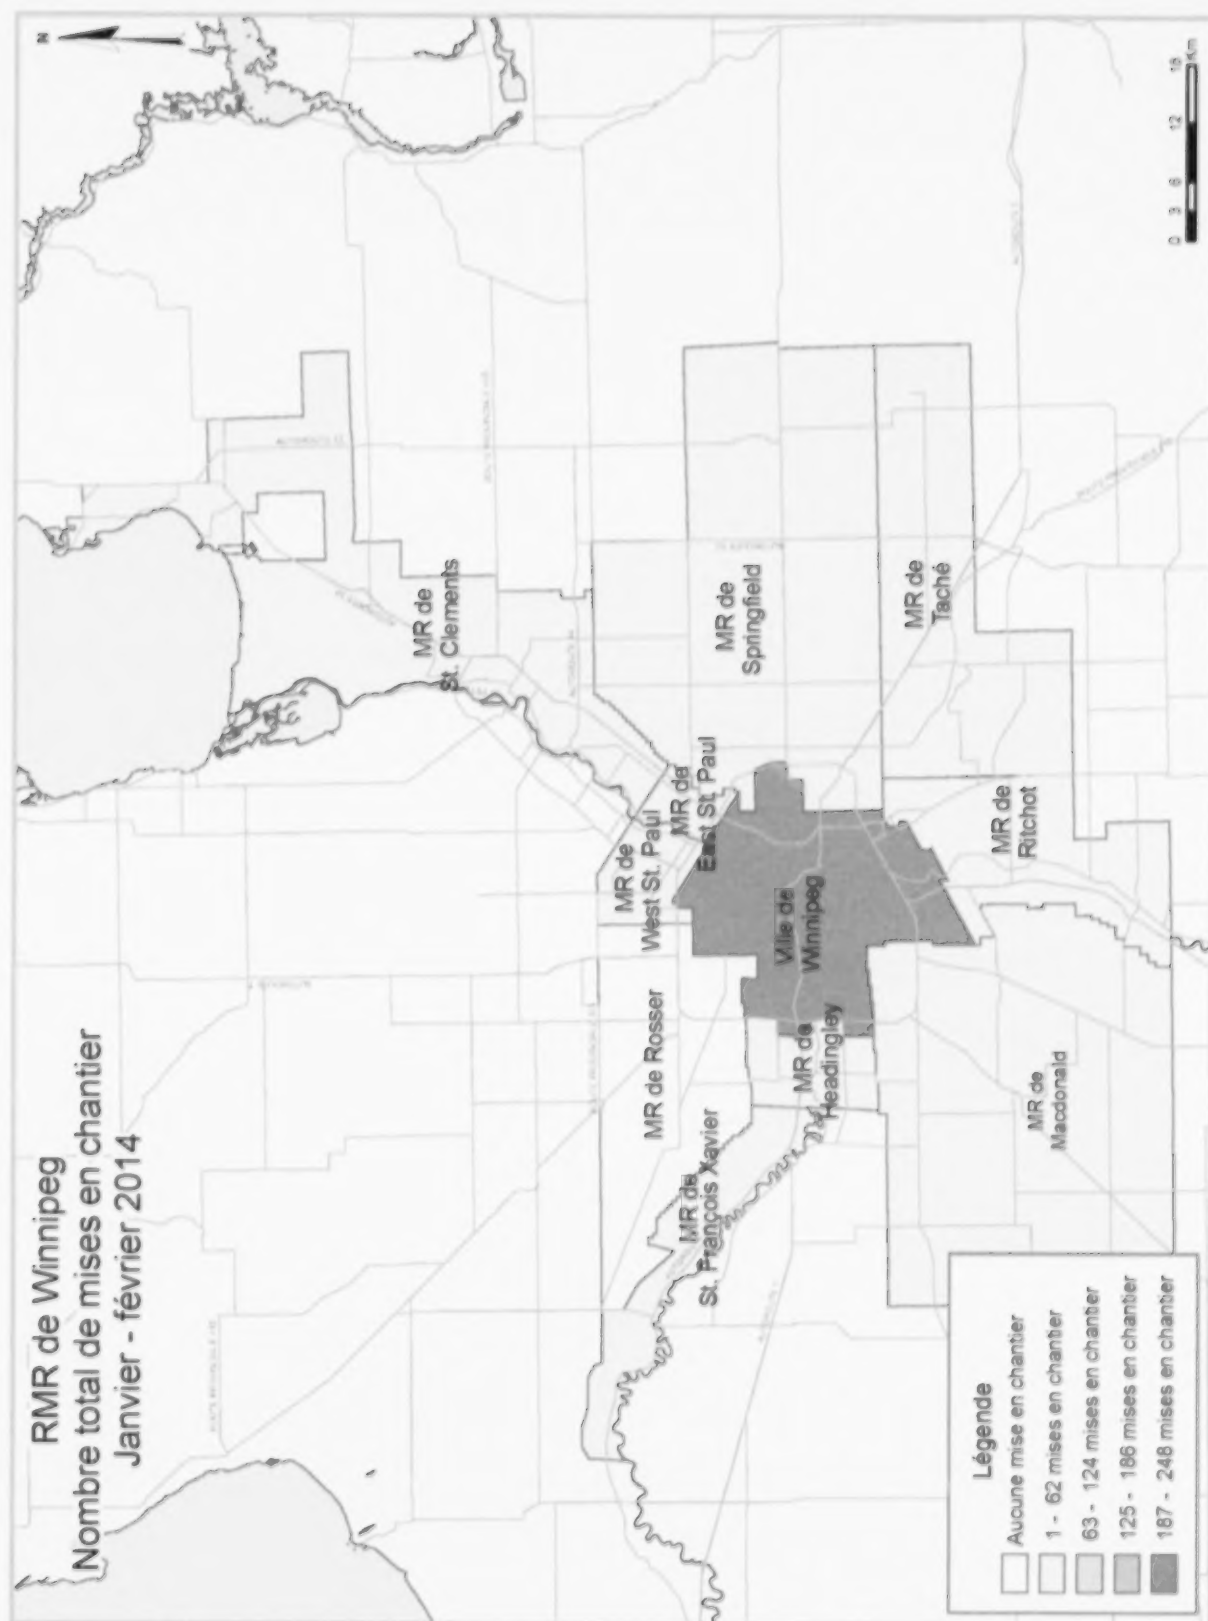 RMR de Winnipeg
Nombre total de mises en chantier
Janvier - février 2014
N
MR de
St. Clements
MR de
West St. Paul
MR de
East St. Paul
MR de Rosser
MR de
St. François Xavier
MR de
Springfield
Ville de
Winnipeg
MR de
Headingley
MR de
Taché
MR de
Ritchot
MR de
Macdonald
Légende
Aucune mise en chantier
1 - 62 mises en chantier
63 - 124 mises en chantier
125 - 186 mises en chantier
187 - 248 mises en chantier
0 3 6 12 18
Km